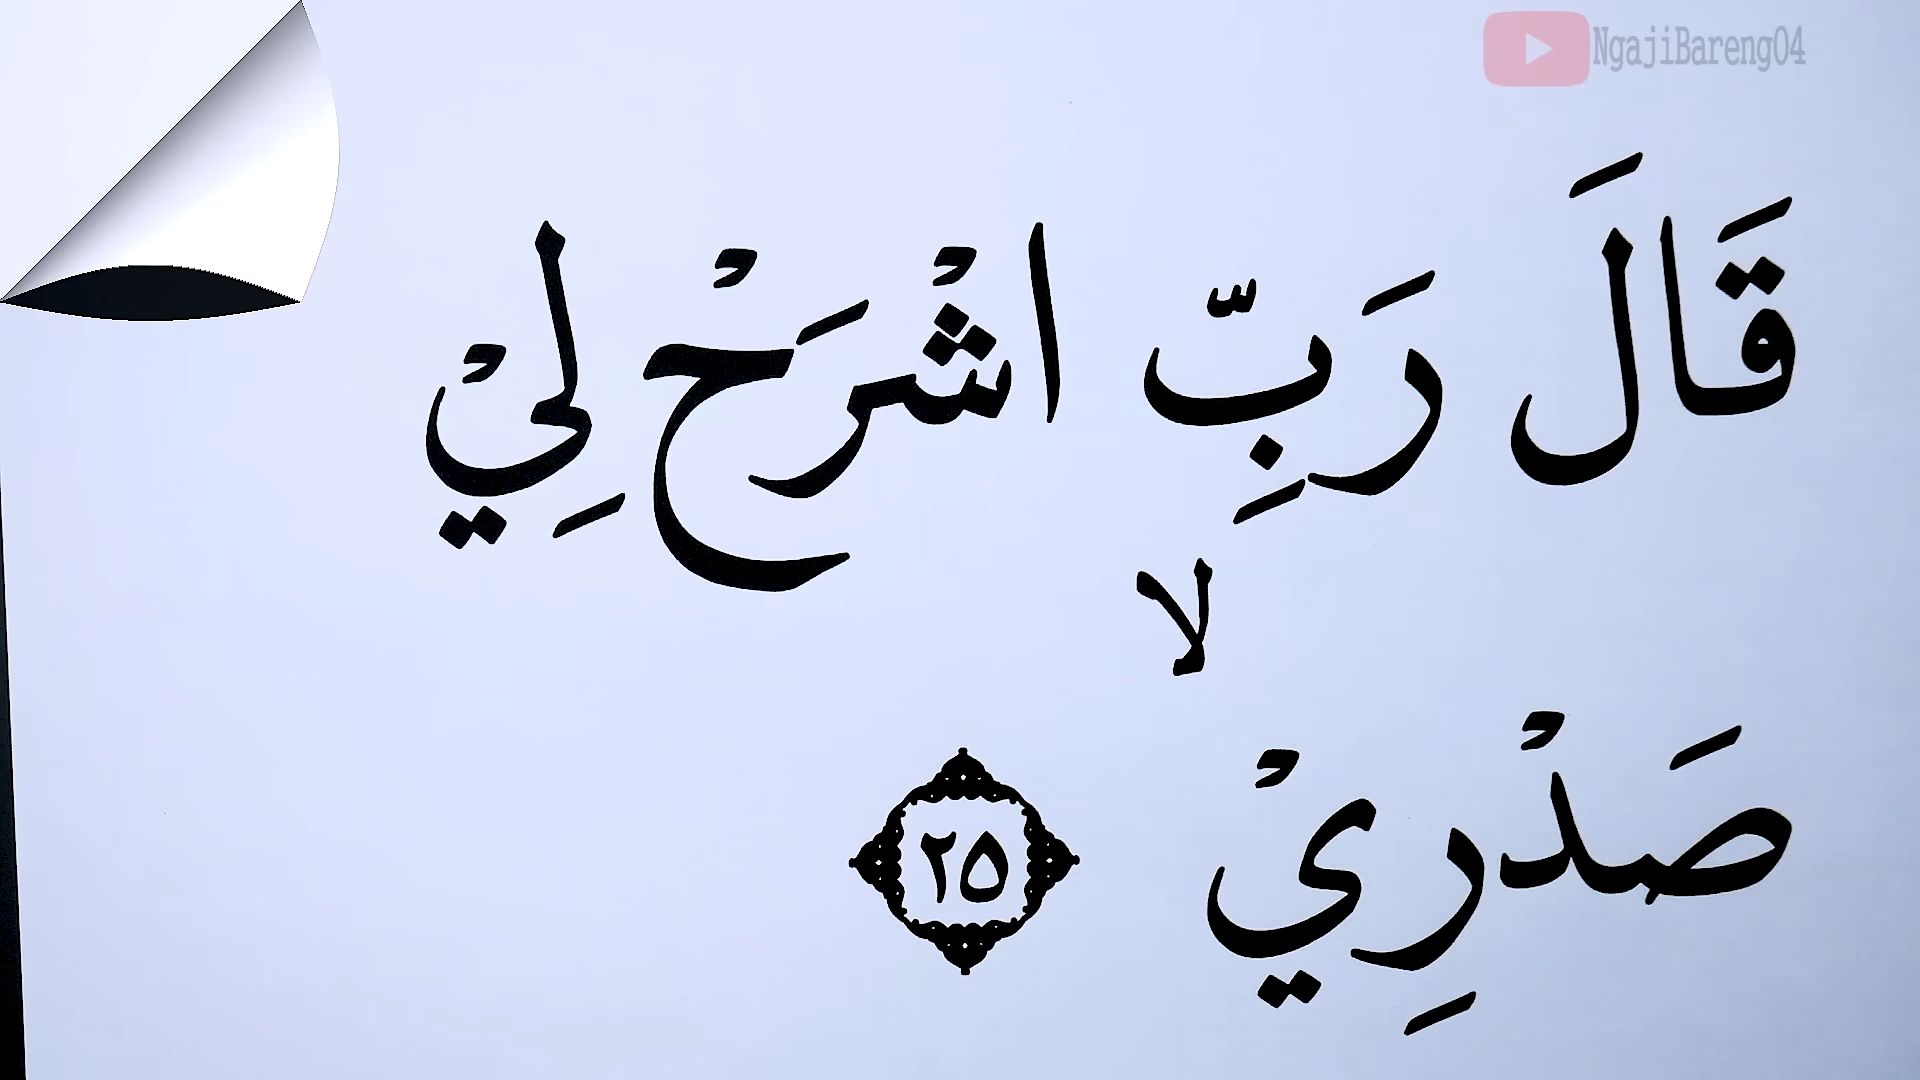 NgajiBareng04
قَالَ رَبِّ اشْرَحْ لِيْ
لا
صَدْرِيْ ٢٥